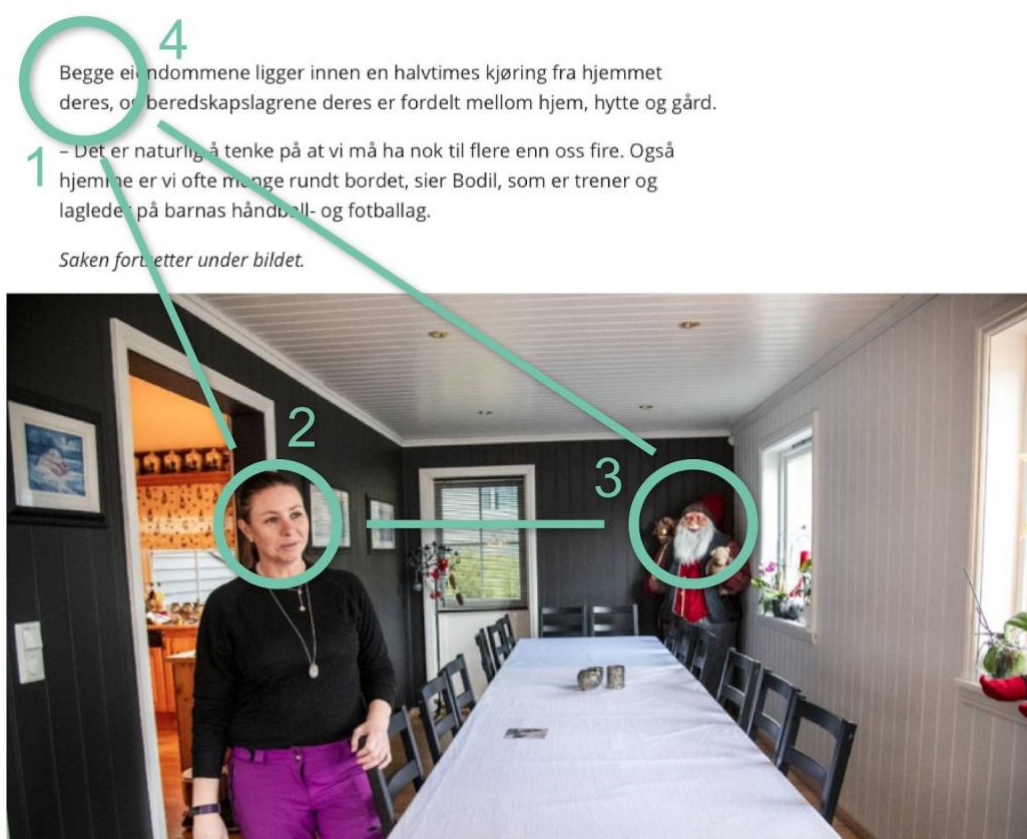 4
Begge eiendommene ligger innen en halvtimes kjøring fra hjemmet
deres, og beredskapslagrene deres er fordelt mellom hjem, hytte og gård.
1
– Det er naturlig å tenke på at vi må ha nok til flere enn oss fire. Også
hjemme er vi ofte mange rundt bordet, sier Bodil, som er trener og
lagleder på barnas håndball- og fotballag.
Saken fortsetter under bildet.
2
3